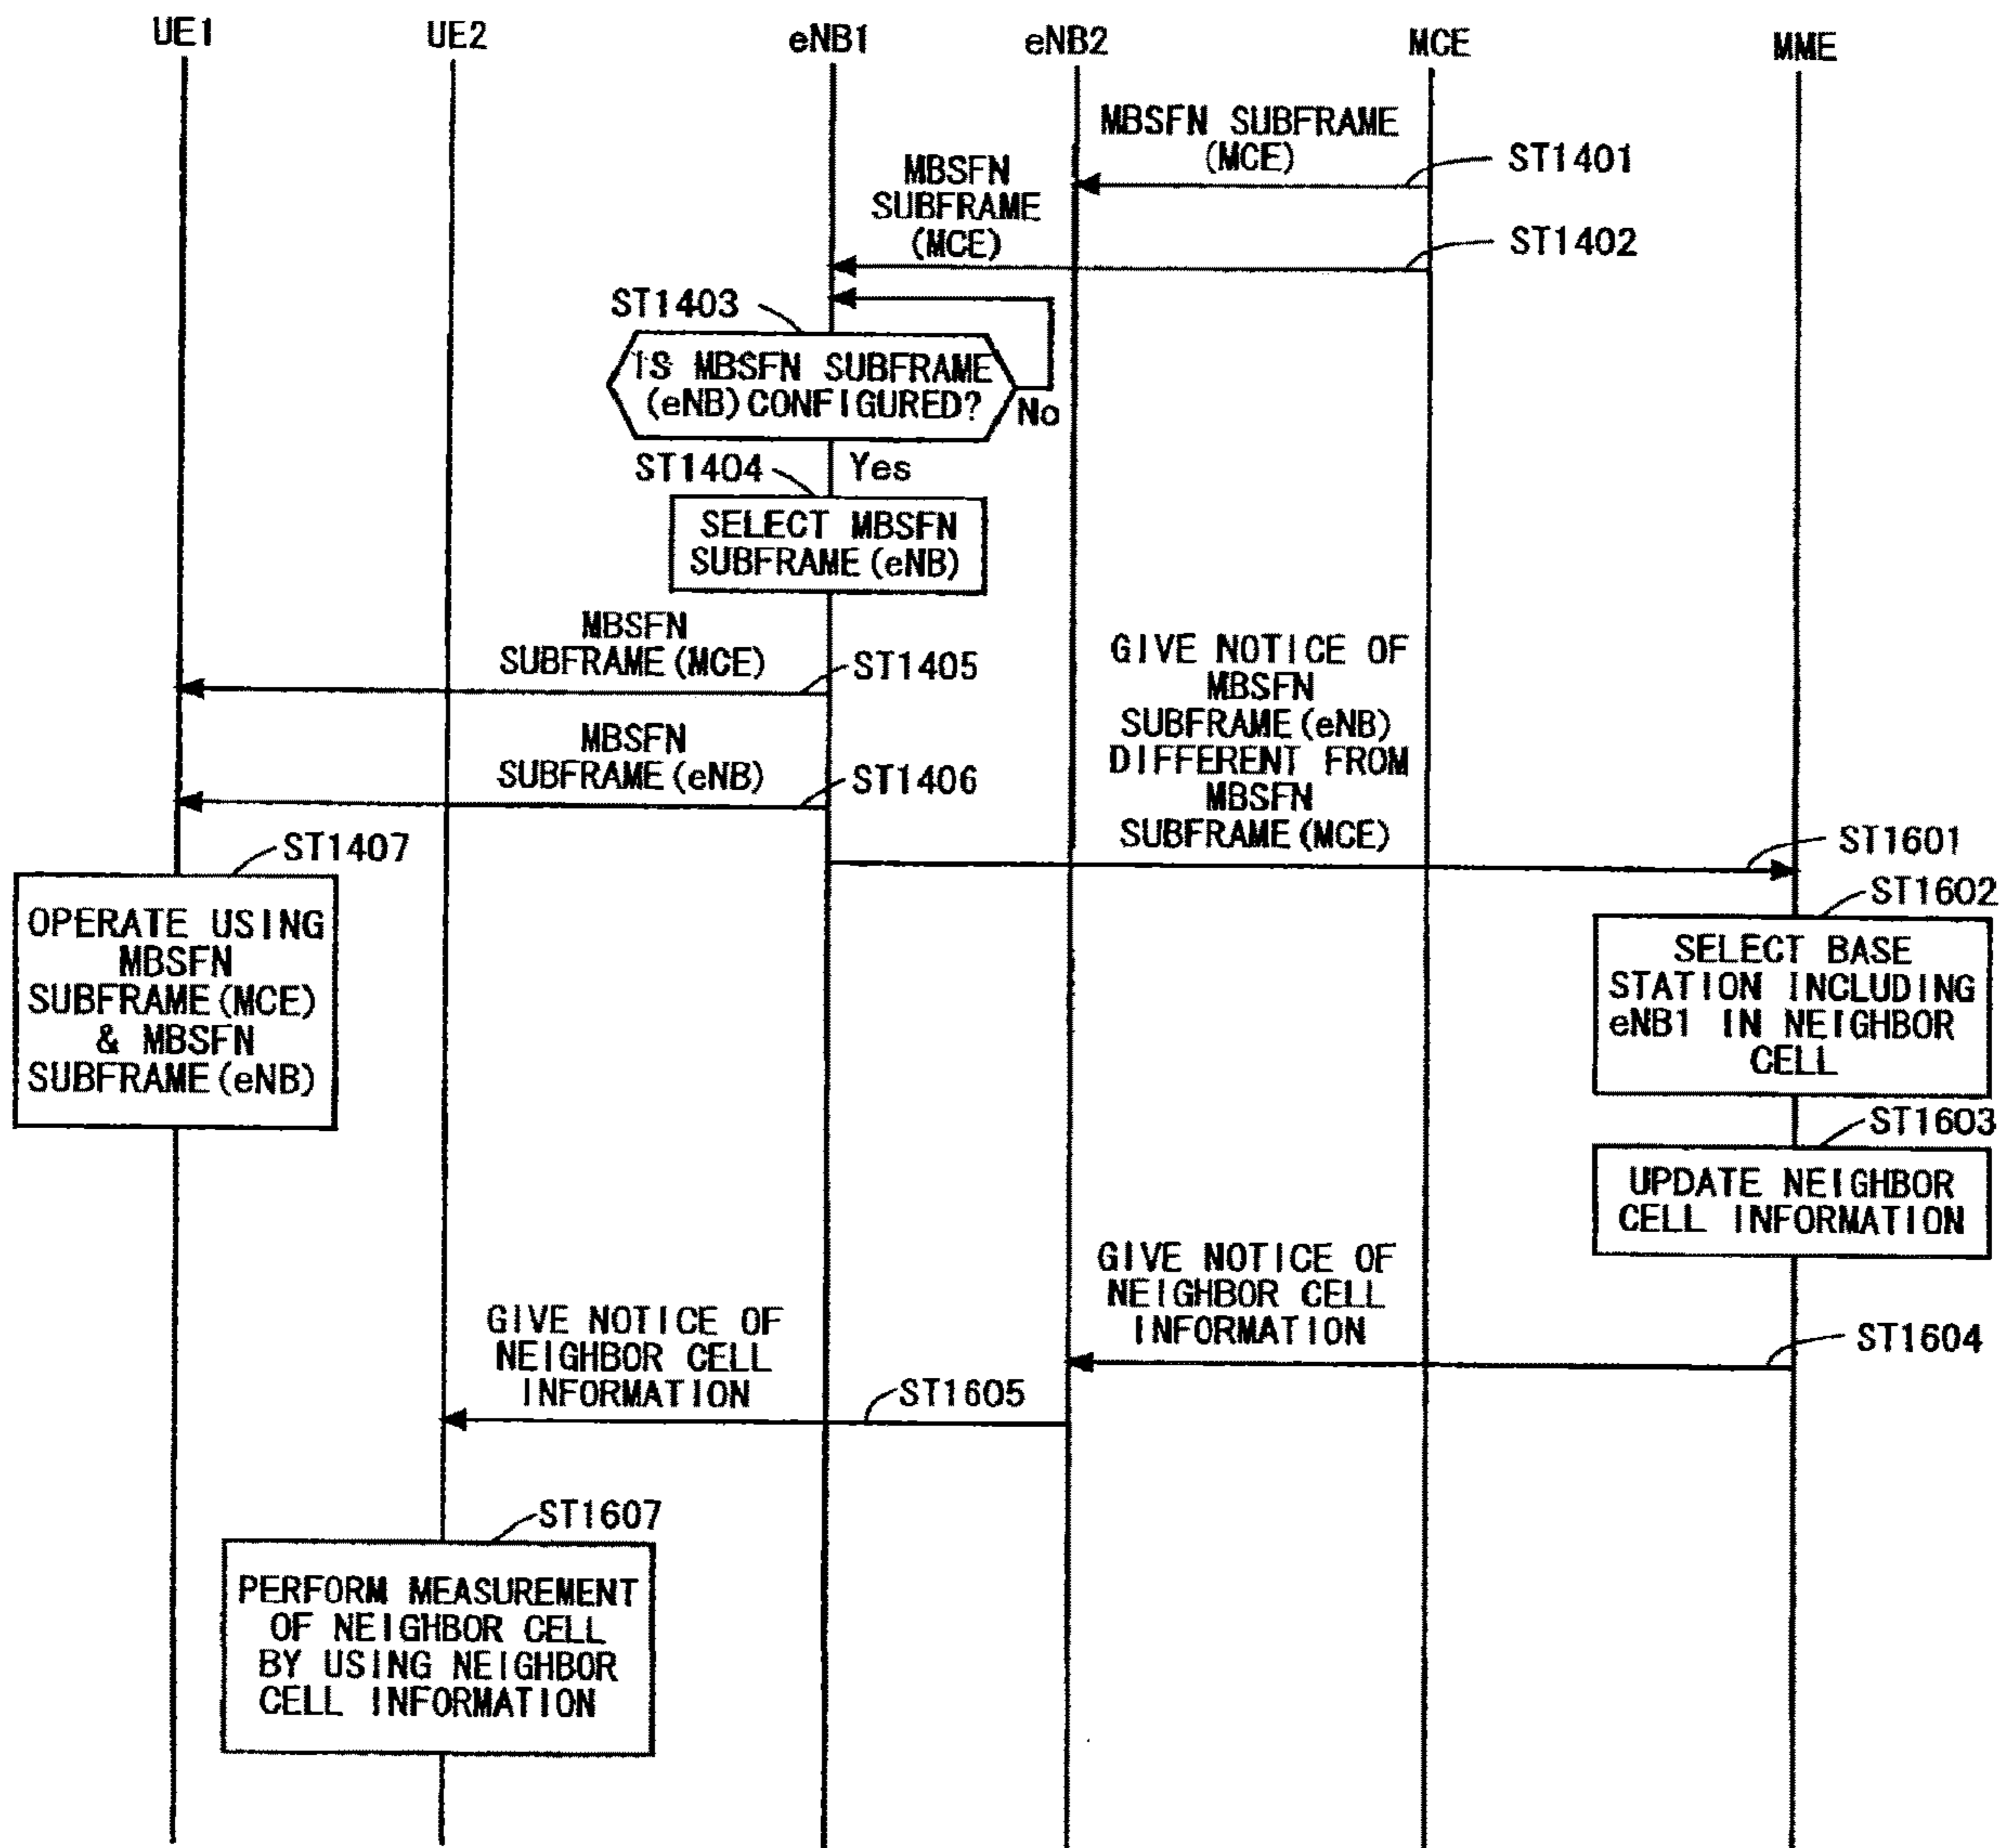 UE1
UE2
eNB1
eNB2
MCE
MME
MBSFN SUBFRAME
(MCE)
ST1401
MBSFN
SUBFRAME
(MCE)
ST1402
ST1403
IS MBSFN SUBFRAME
(eNB) CONFIGURED?
No
ST1404
Yes
SELECT MBSFN
SUBFRAME (eNB)
MBSFN
SUBFRAME (MCE)
ST1405
MBSFN
SUBFRAME (eNB)
ST1406
GIVE NOTICE OF
MBSFN
SUBFRAME (eNB)
DIFFERENT FROM
MBSFN
SUBFRAME (MCE)
ST1601
ST1407
OPERATE USING
MBSFN
SUBFRAME (MCE)
& MBSFN
SUBFRAME (eNB)
ST1602
SELECT BASE
STATION INCLUDING
eNB1 IN NEIGHBOR
CELL
ST1603
UPDATE NEIGHBOR
CELL INFORMATION
GIVE NOTICE OF
NEIGHBOR CELL
INFORMATION
ST1604
GIVE NOTICE OF
NEIGHBOR CELL
INFORMATION
ST1605
ST1607
PERFORM MEASUREMENT
OF NEIGHBOR CELL
BY USING NEIGHBOR
CELL INFORMATION